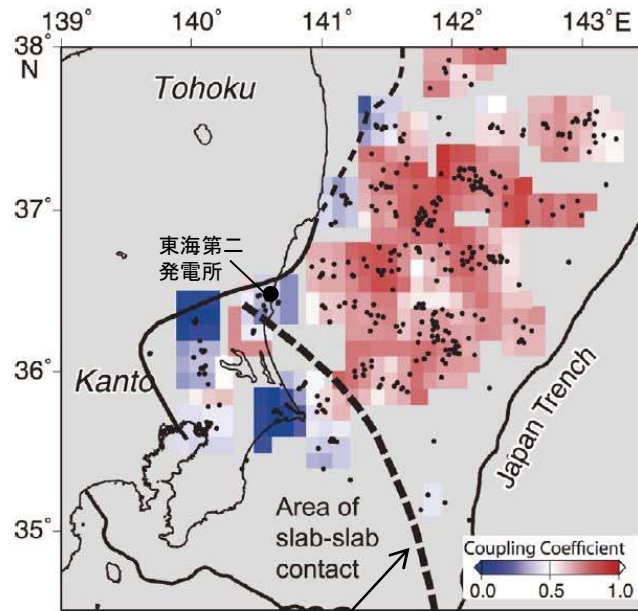 139°
140°
141°
142°
143°E
38°
N
Tohoku
37°
東海第二
発電所
36°
Kanto
Japan Trench
35°
Area of
slab-slab
contact
Coupling Coefficient
0.0
0.5
1.0